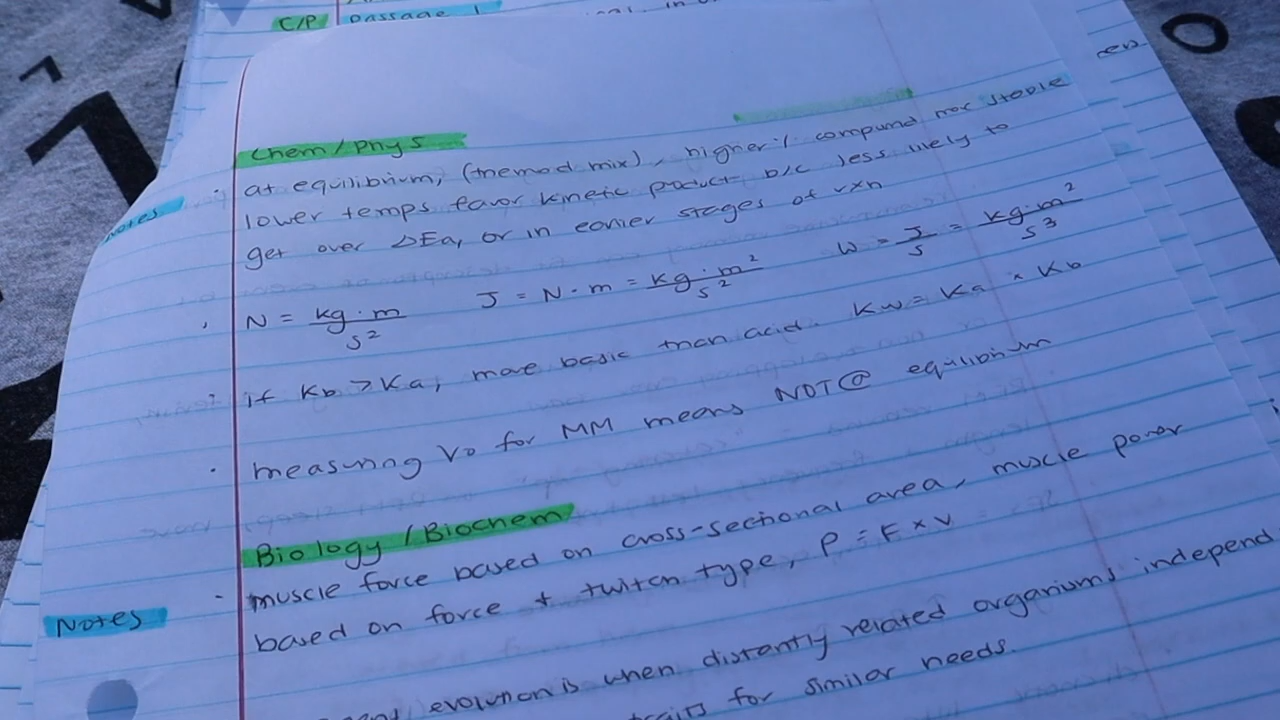 C/P Passage 1
Chem/Phys
Notes
at equilibrium, (thermod mix), higher % compound mor stable
lower temps favor kinetic product b/c less likely to
get over ΔEa, or in earlier stages of rxn
N = kg·m/s² J = N·m = kg·m²/s² W = J/s = kg·m²/s³
if Kb > Ka, more basic than acid. Kw = Ka × Kb
measuring Vo for MM means NOT@ equilibrium
Biology/Biochem
Notes
muscle force based on cross-sectional area, muscle power
based on force + twitch type, P = F × V
evolution is when distantly related organiums independ
traits for similar needs.